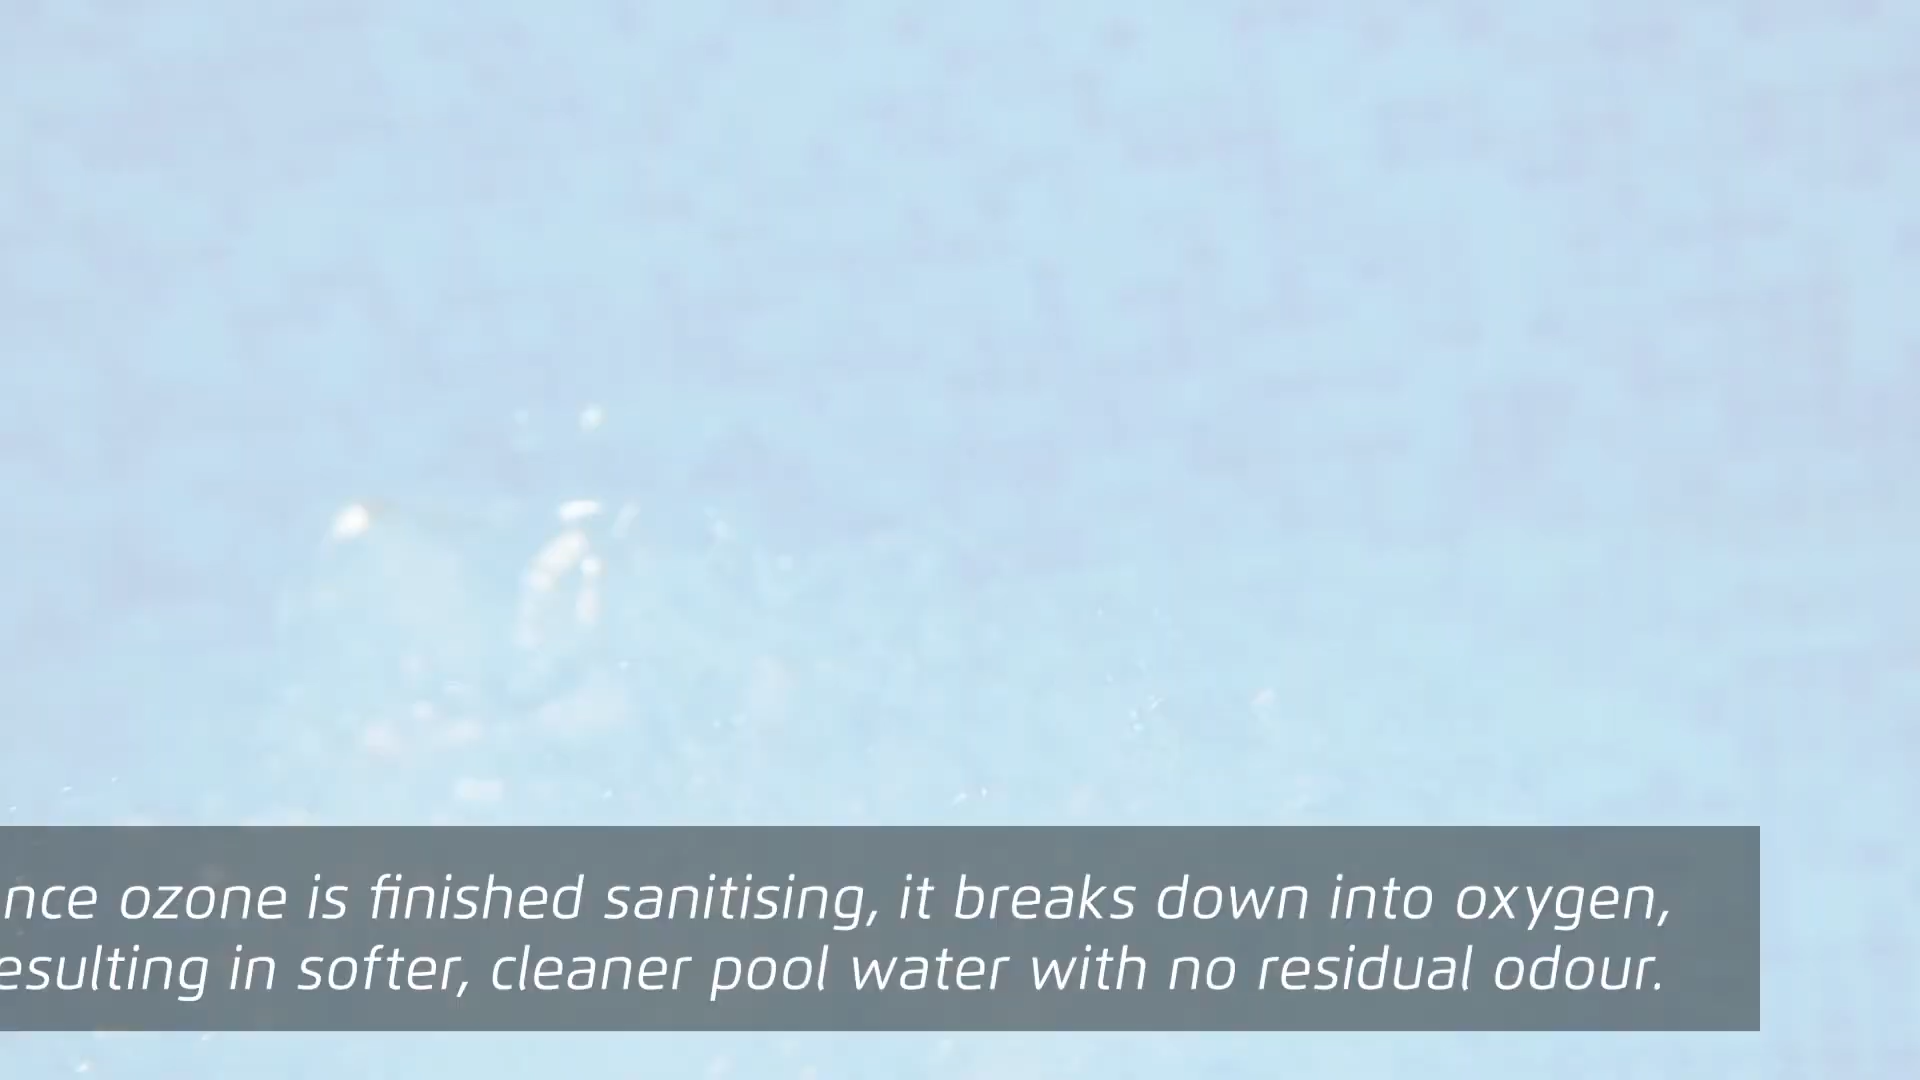 nce ozone is finished sanitising, it breaks down into oxygen,
esulting in softer, cleaner pool water with no residual odour.